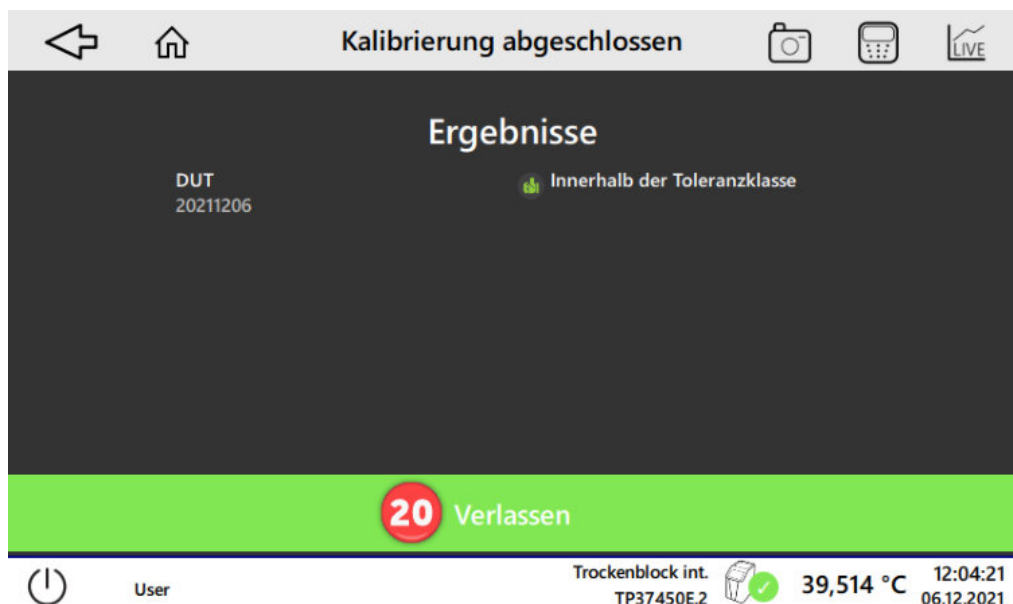 Kalibrierung abgeschlossen
LIVE
Ergebnisse
DUT
20211206
Innerhalb der Toleranzklasse
20 Verlassen
User
Trockenblock int.
TP37450E.2
39,514 °C
12:04:21
06.12.2021